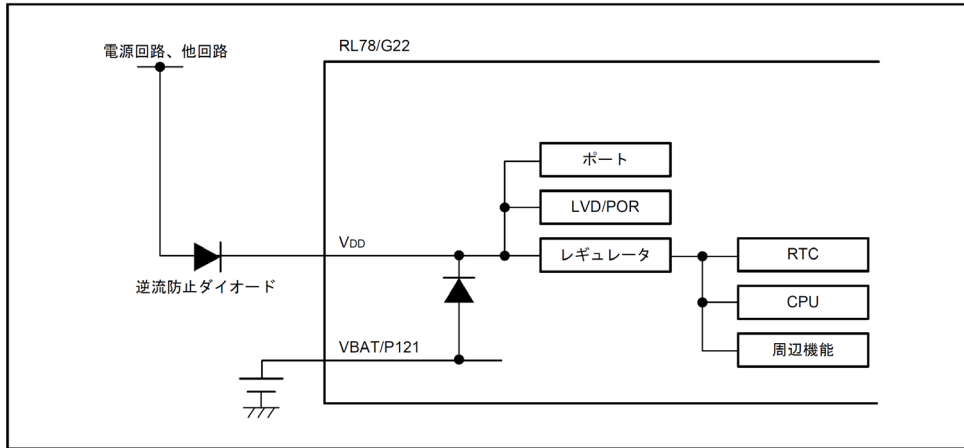 電源回路、他回路
RL78/G22
ポート
LVD/POR
VDD
レギュレータ
RTC
逆流防止ダイオード
CPU
VBAT/P121
周辺機能